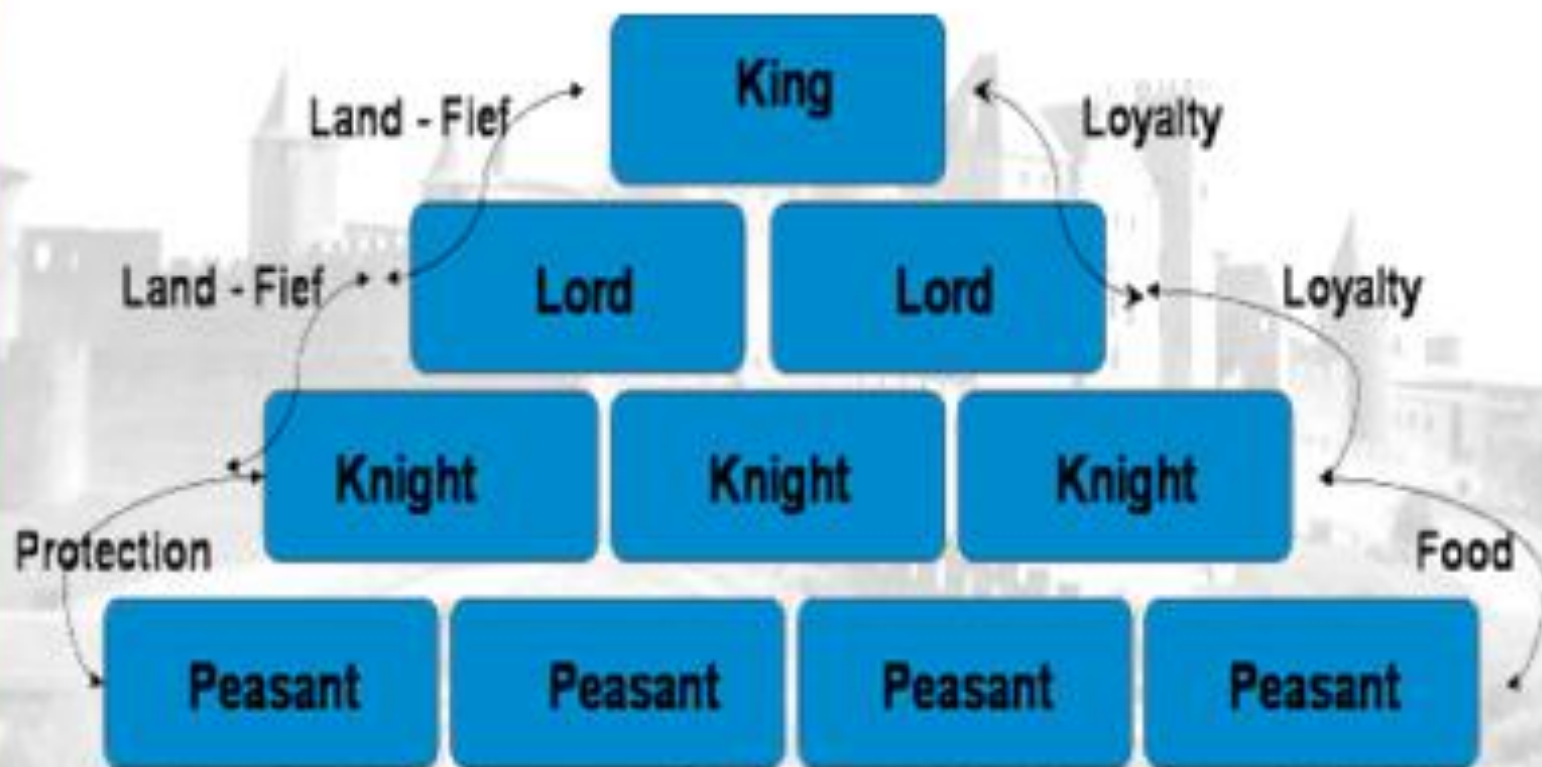 King
Land - Fief
Loyalty
Lord
Lord
Land - Fief
Loyalty
Knight
Knight
Knight
Protection
Food
Peasant
Peasant
Peasant
Peasant